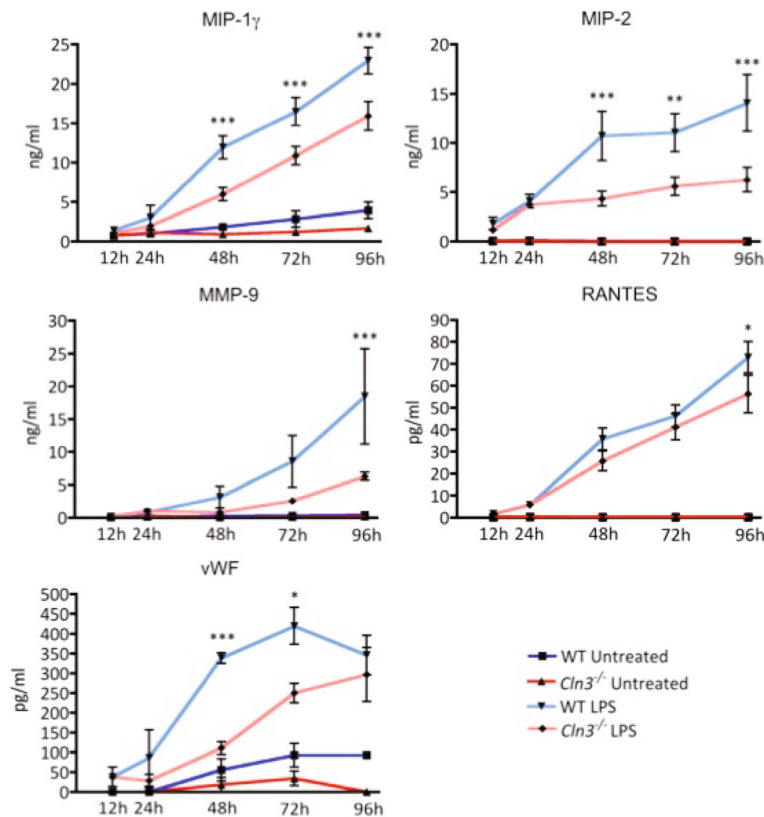 MIP-1γ
25
20
15
10
5
0
ng/ml
***
***
***
12h 24h 48h 72h 96h
MIP-2
20
15
10
5
0
ng/ml
***
**
***
12h 24h 48h 72h 96h
MMP-9
30
25
20
15
10
5
0
ng/ml
***
12h 24h 48h 72h 96h
RANTES
90
80
70
60
50
40
30
20
10
0
pg/ml
*
12h 24h 48h 72h 96h
vWF
500
450
400
350
300
250
200
150
100
50
0
pg/ml
***
*
12h 24h 48h 72h 96h
WT Untreated
Cln3-/- Untreated
WT LPS
Cln3-/- LPS